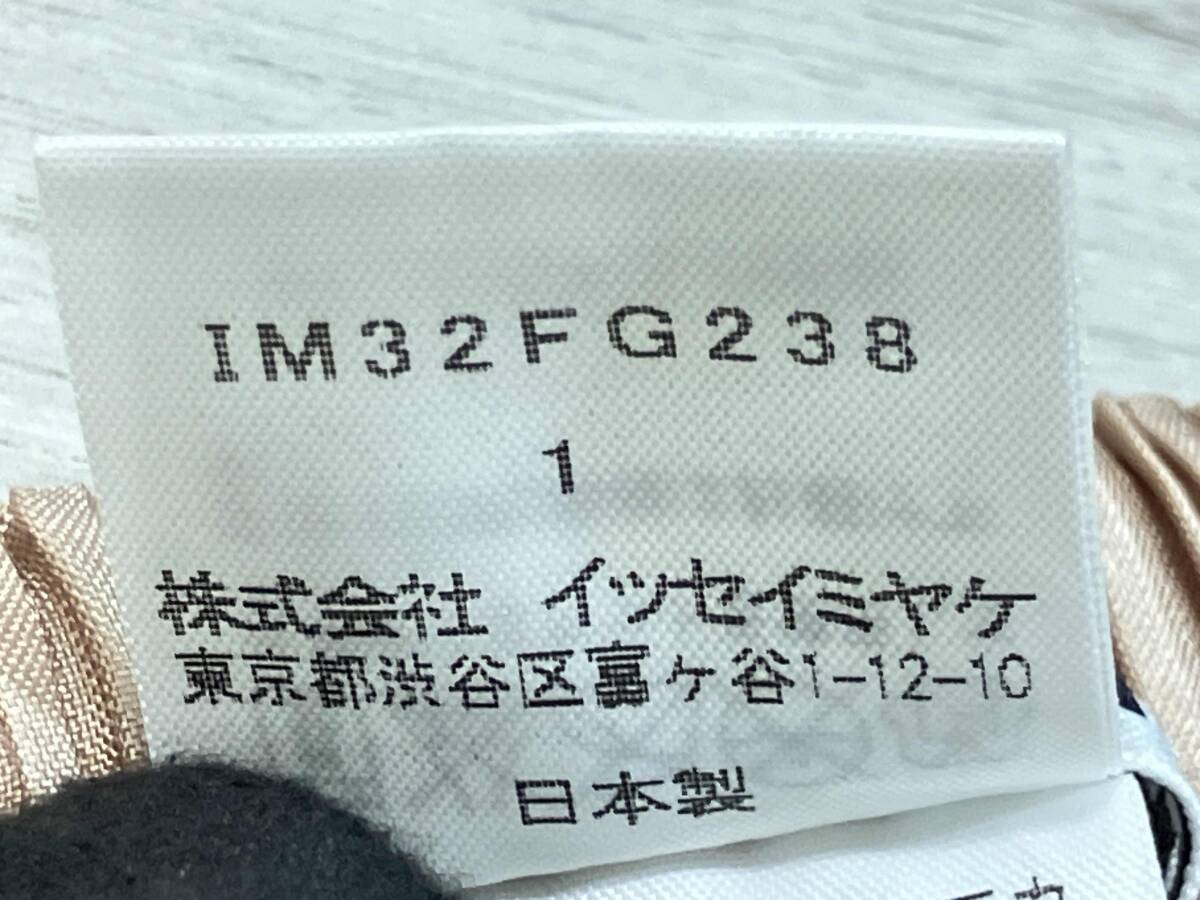 IM32FG238
1
株式会社 イッセイミヤケ
東京都渋谷区富ヶ谷1-12-10
日本製